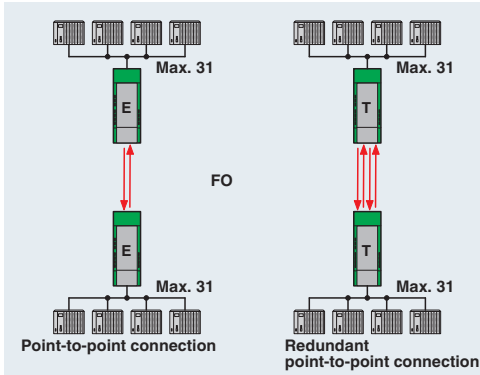 Max. 31
Max. 31
E
T
FO
E
T
Max. 31
Max. 31
Point-to-point connection
Redundant
point-to-point connection